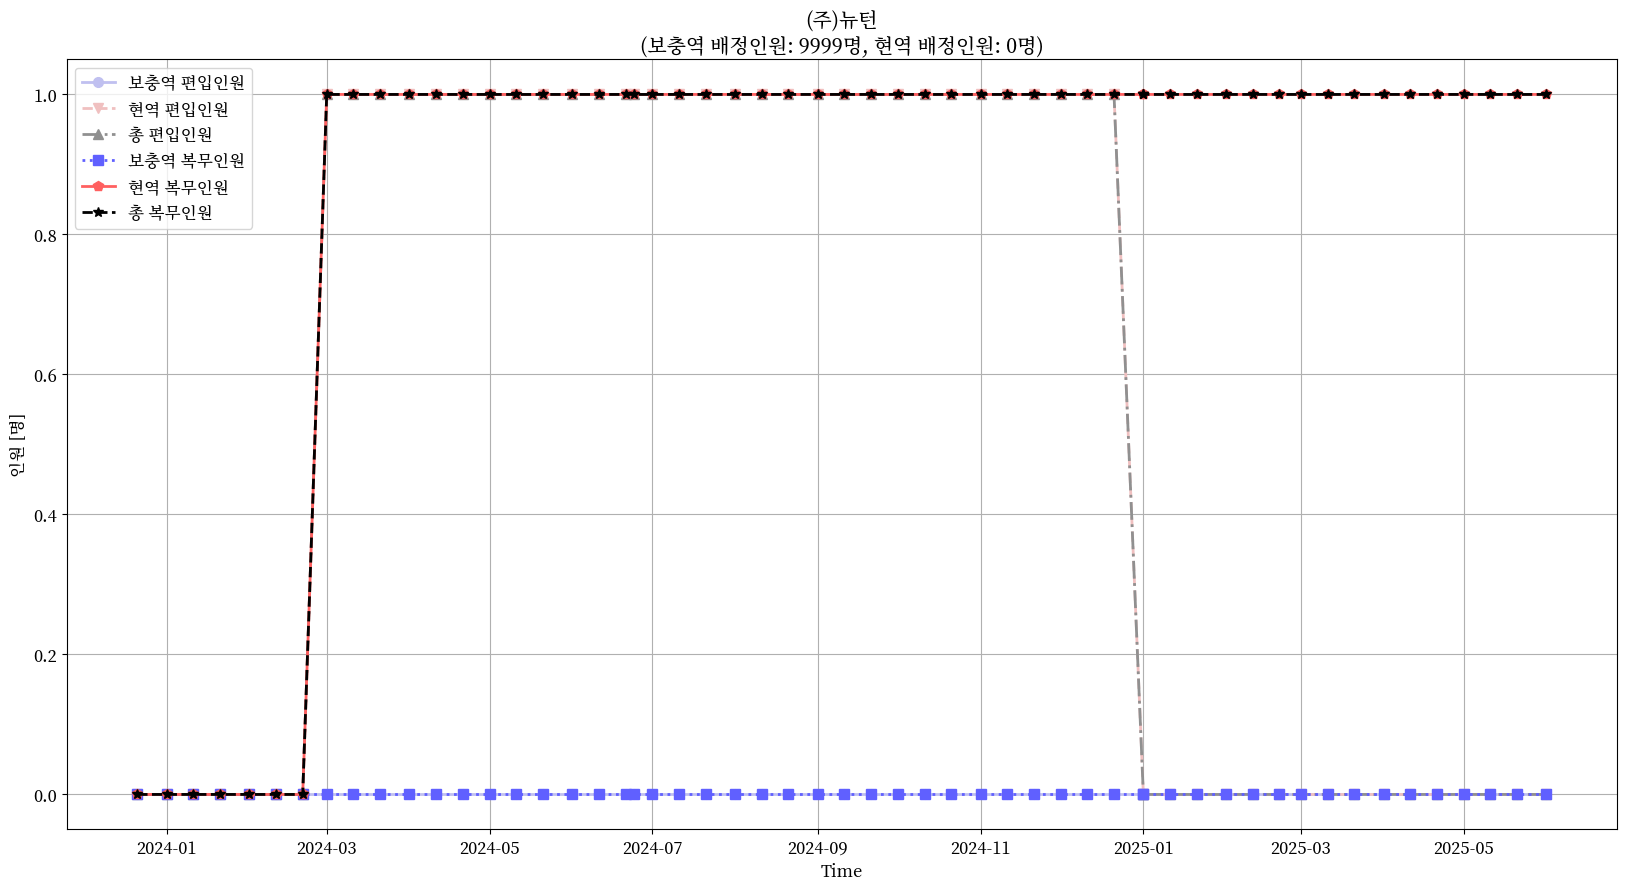 (주)뉴턴
(보충역 배정인원: 9999명, 현역 배정인원: 0명)
보충역 편입인원
현역 편입인원
총 편입인원
보충역 복무인원
현역 복무인원
총 복무인원
1.0
0.8
0.6
0.4
0.2
0.0
인원 [명]
2024-01
2024-03
2024-05
2024-07
2024-09
2024-11
2025-01
2025-03
2025-05
Time